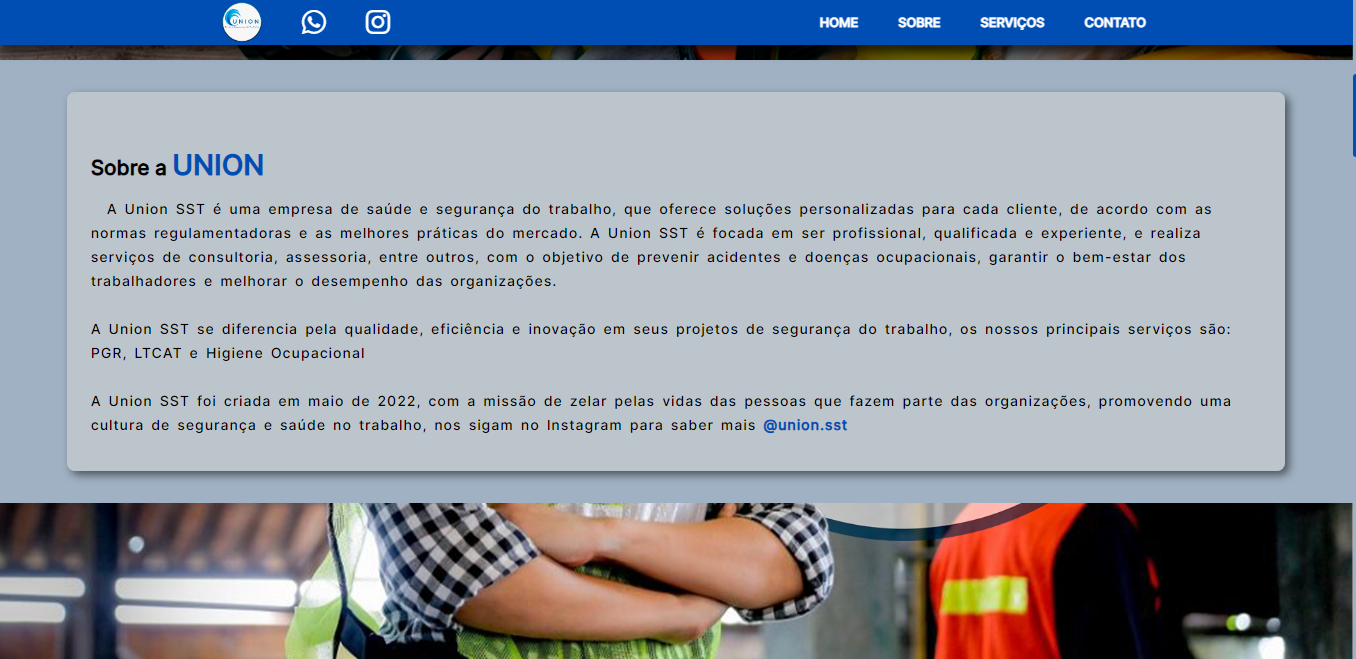 UNION
HOME SOBRE SERVIÇOS CONTATO
Sobre a UNION
A Union SST é uma empresa de saúde e segurança do trabalho, que oferece soluções personalizadas para cada cliente, de acordo com as
normas regulamentadoras e as melhores práticas do mercado. A Union SST é focada em ser profissional, qualificada e experiente, e realiza
serviços de consultoria, assessoria, entre outros, com o objetivo de prevenir acidentes e doenças ocupacionais, garantir o bem-estar dos
trabalhadores e melhorar o desempenho das organizações.
A Union SST se diferencia pela qualidade, eficiência e inovação em seus projetos de segurança do trabalho, os nossos principais serviços são:
PGR, LTCAT e Higiene Ocupacional
A Union SST foi criada em maio de 2022, com a missão de zelar pelas vidas das pessoas que fazem parte das organizações, promovendo uma
cultura de segurança e saúde no trabalho, nos sigam no Instagram para saber mais @union.sst